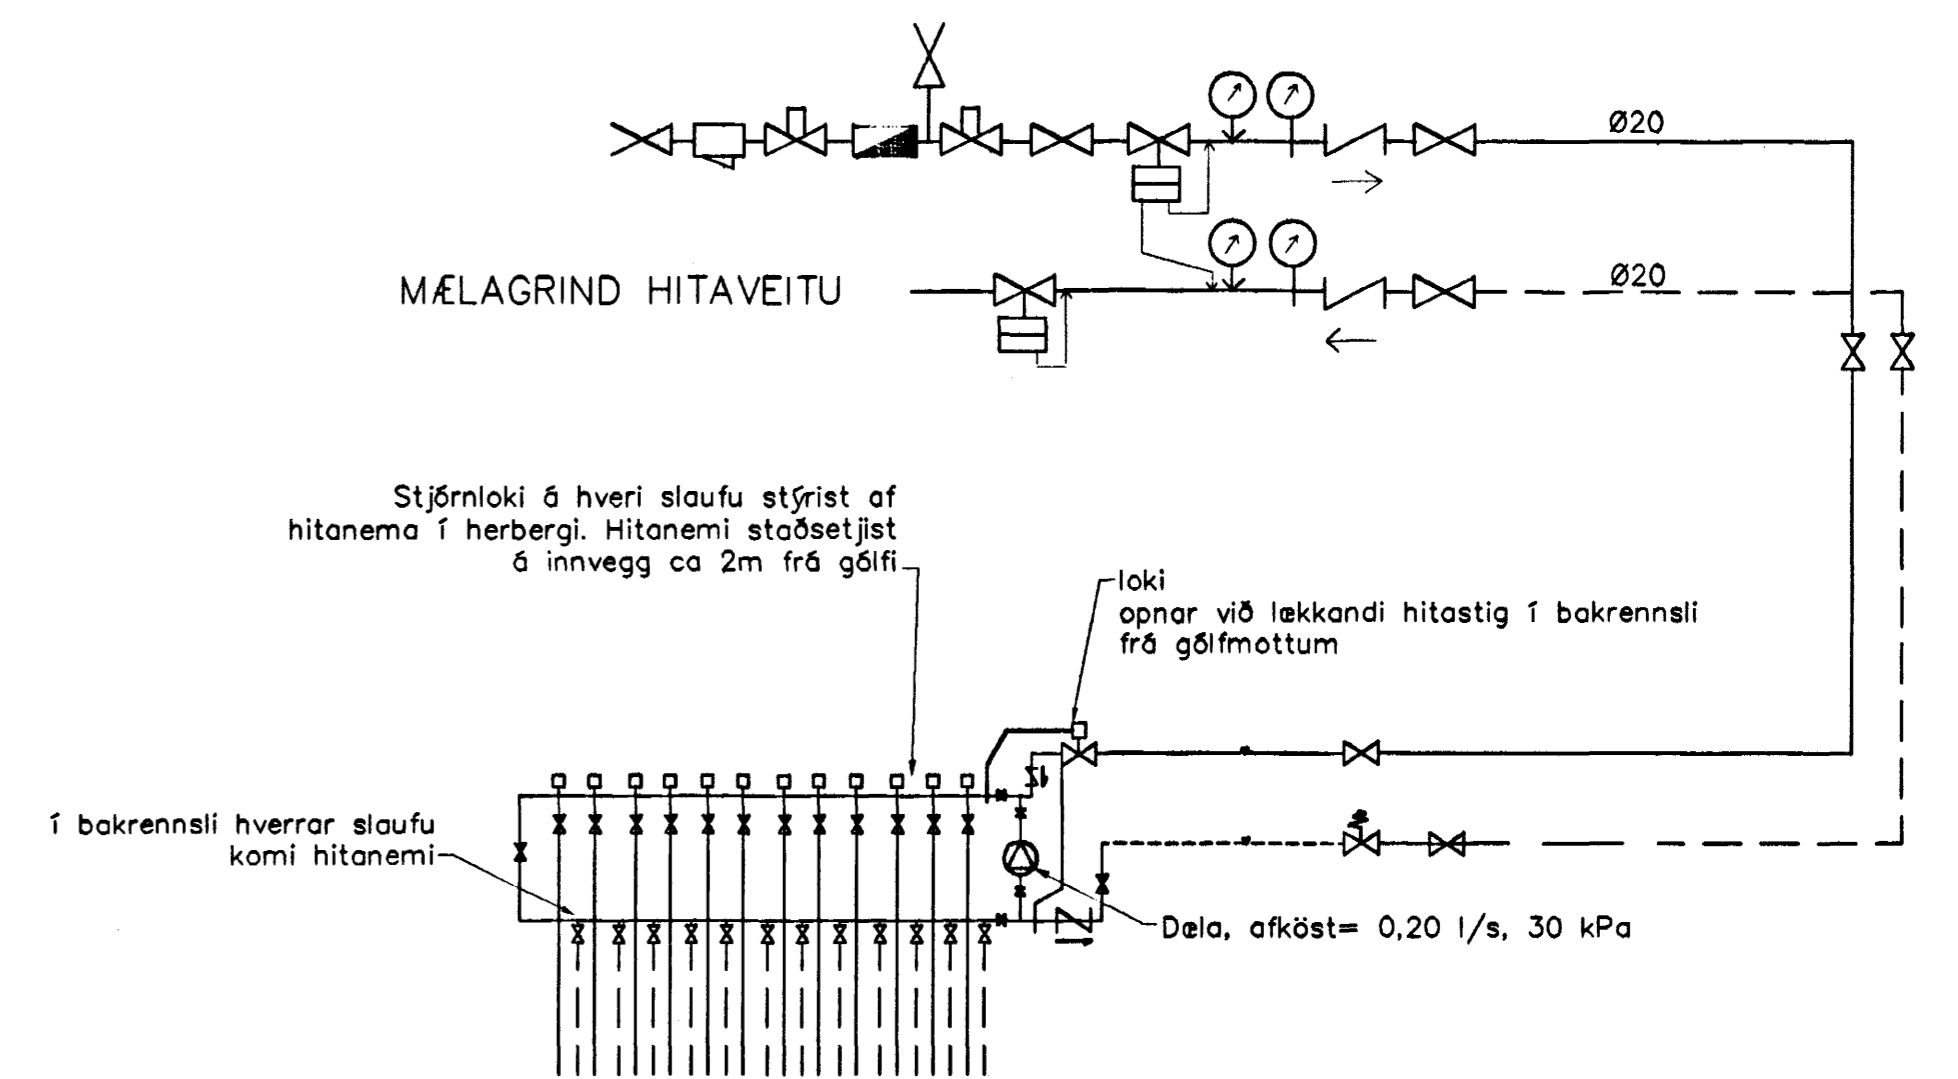 Ø20
MÆLAGRIND HITAVEITU
Ø20
Stjórnloki á hveri slaufu stýrist af
hitanema í herbergi. Hitanemi staðsetjist
á innvegg ca 2m frá gólfi
loki
opnar við lækkandi hitastig í bakrennsli
frá gólfmottum
í bakrennsli hverrar slaufu
komi hitanemi
Dæla, afköst= 0,20 l/s, 30 kPa